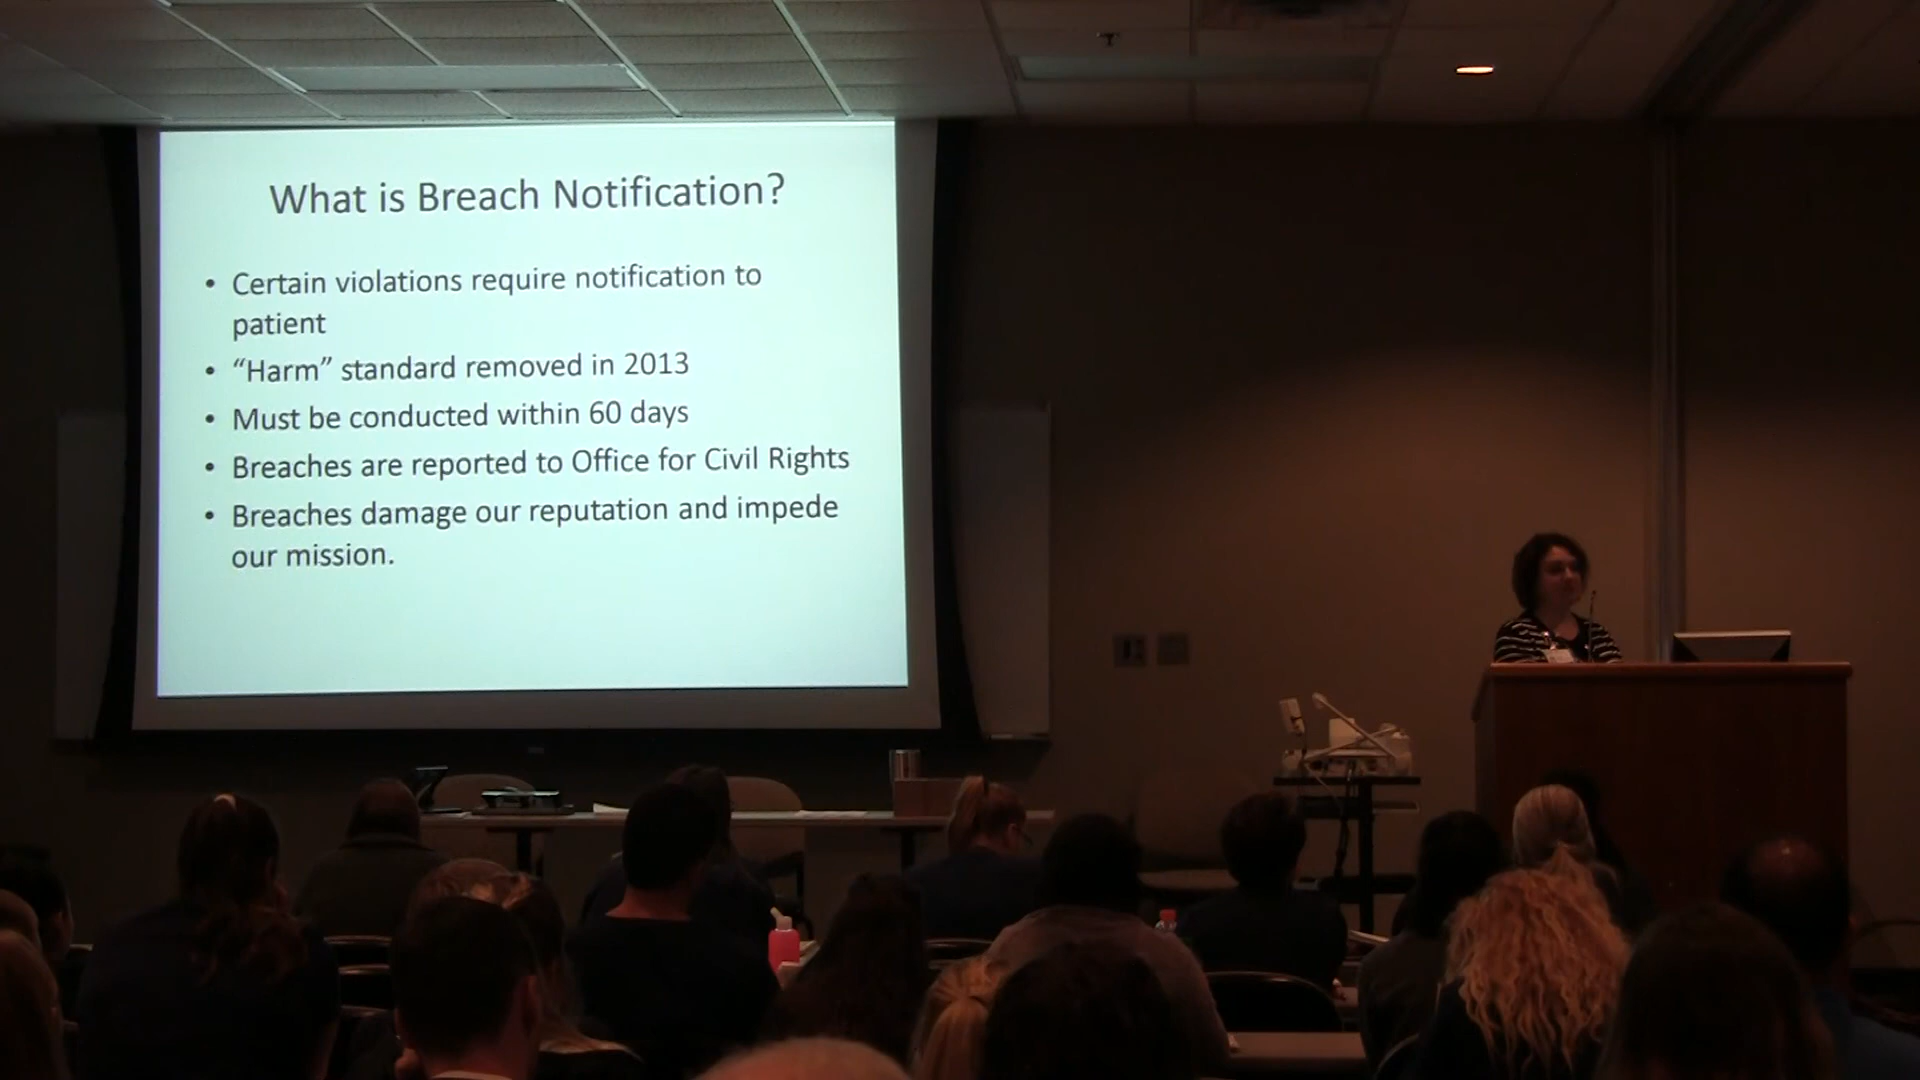 What is Breach Notification?
• Certain violations require notification to
patient
• “Harm” standard removed in 2013
• Must be conducted within 60 days
• Breaches are reported to Office for Civil Rights
• Breaches damage our reputation and impede
our mission.